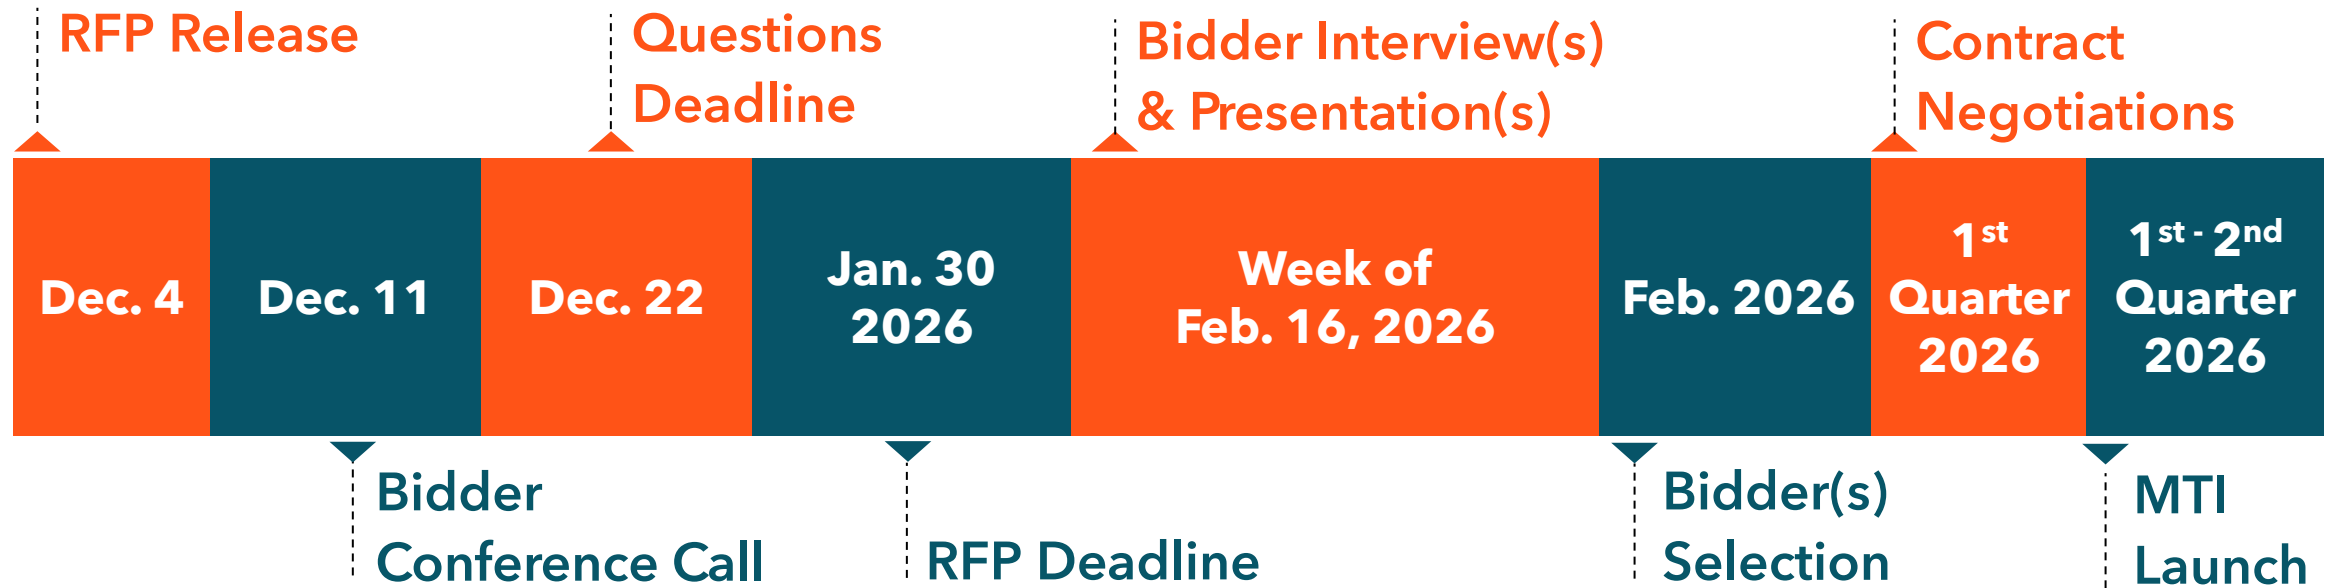 RFP Release
Questions
Deadline
Bidder Interview(s)
& Presentation(s)
Contract
Negotiations
Dec. 4
Dec. 11
Dec. 22
Jan. 30
2026
Week of
Feb. 16, 2026
Feb. 2026
1st
Quarter
2026
1st - 2nd
Quarter
2026
Bidder
Conference Call
RFP Deadline
Bidder(s)
Selection
MTI
Launch